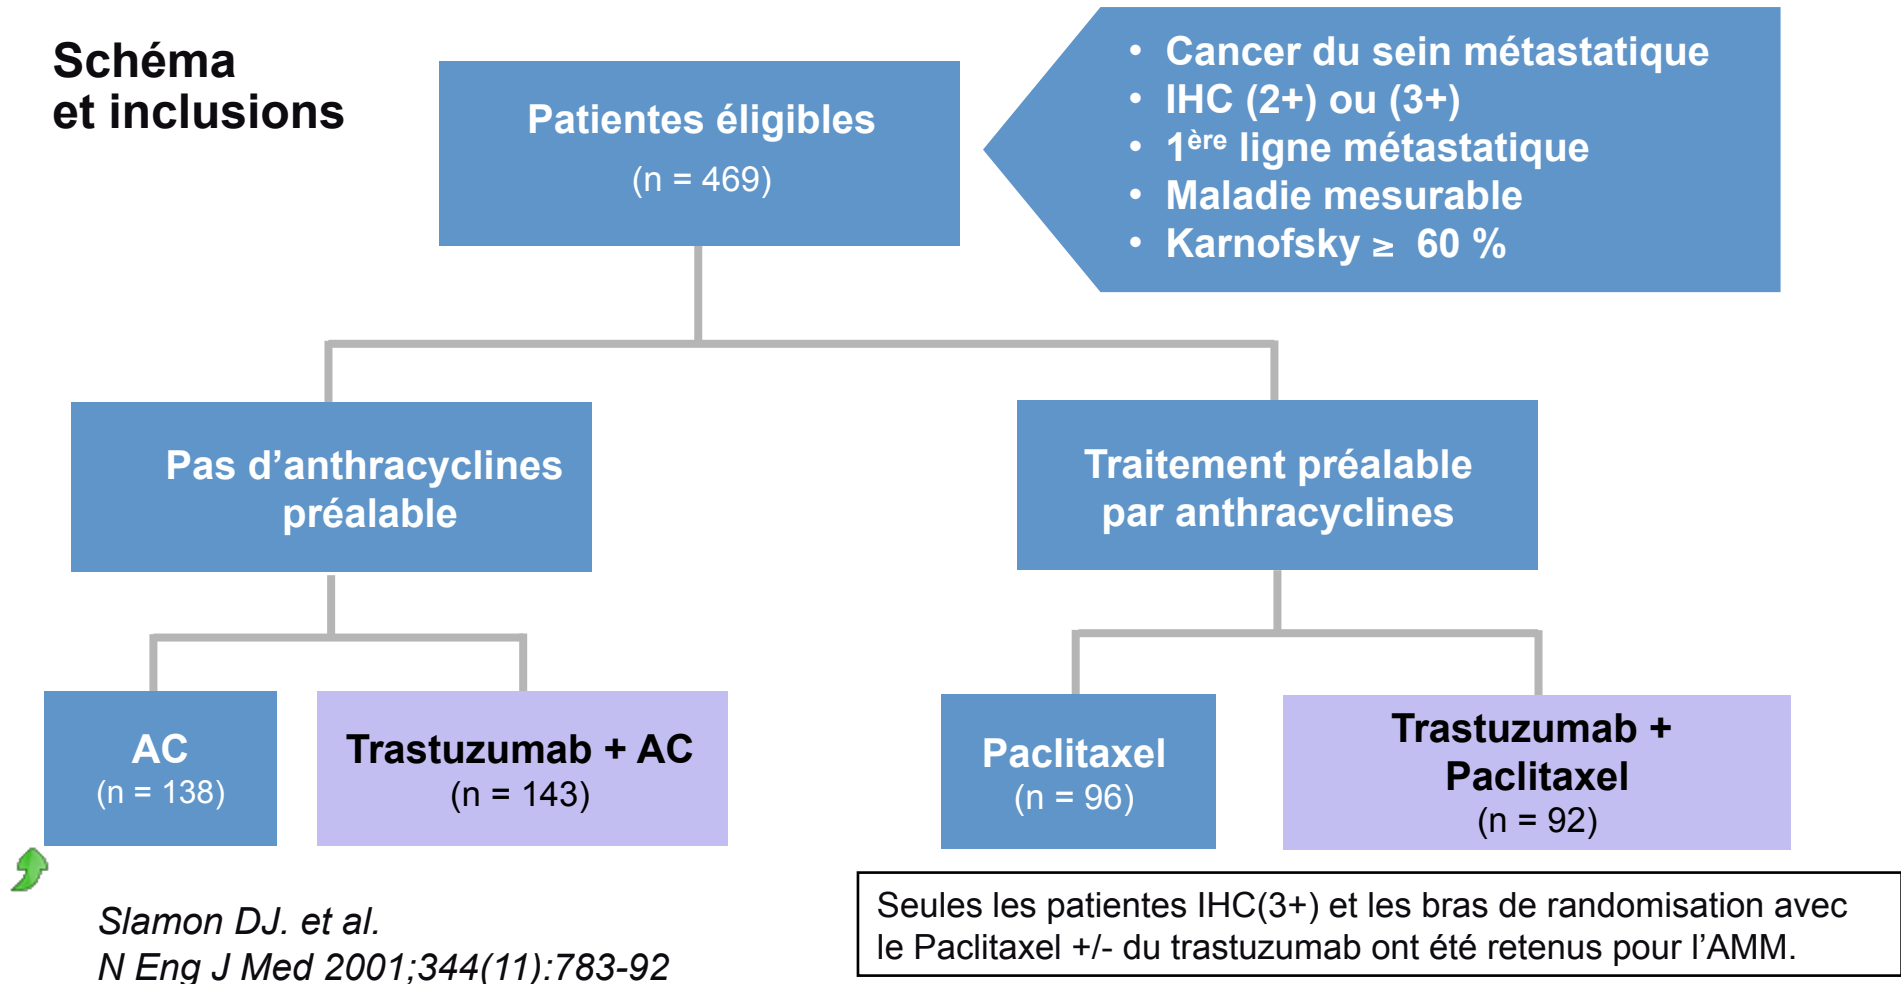 Schéma
et inclusions
Patientes éligibles
(n = 469)
• Cancer du sein métastatique
• IHC (2+) ou (3+)
• 1ère ligne métastatique
• Maladie mesurable
• Karnofsky ≥ 60 %
Pas d’anthracyclines
préalable
Traitement préalable
par anthracyclines
AC
(n = 138)
Trastuzumab + AC
(n = 143)
Paclitaxel
(n = 96)
Trastuzumab +
Paclitaxel
(n = 92)
Slamon DJ. et al.
N Eng J Med 2001;344(11):783-92
Seules les patientes IHC(3+) et les bras de randomisation avec
le Paclitaxel +/- du trastuzumab ont été retenus pour l’AMM.